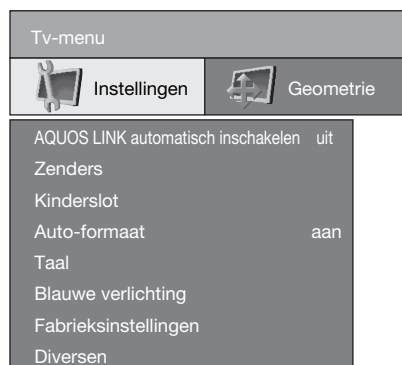 Tv-menu
Instellingen Geometrie
AQUOS LINK automatisch inschakelen uit
Zenders
Kinderslot
Auto-formaat aan
Taal
Blauwe verlichting
Fabrieksinstellingen
Diversen